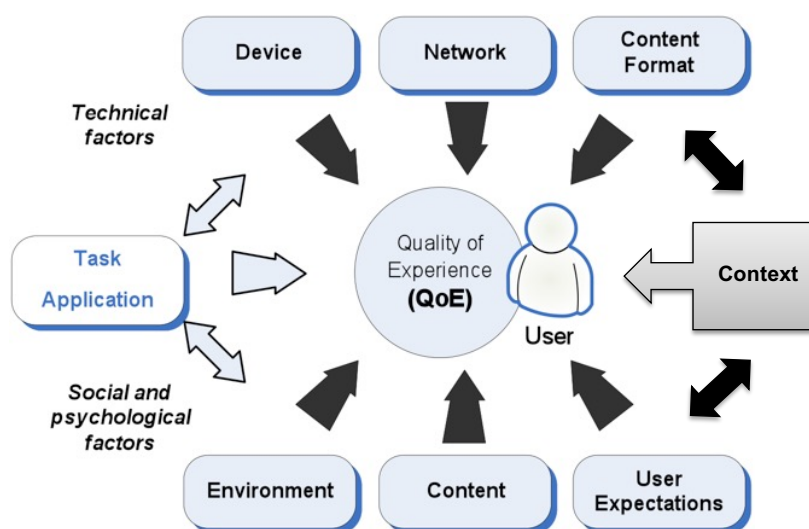 Device
Network
Content
Format
Technical
factors
Task
Application
Quality of
Experience
(QoE)
User
Context
Social and
psychological
factors
Environment
Content
User
Expectations